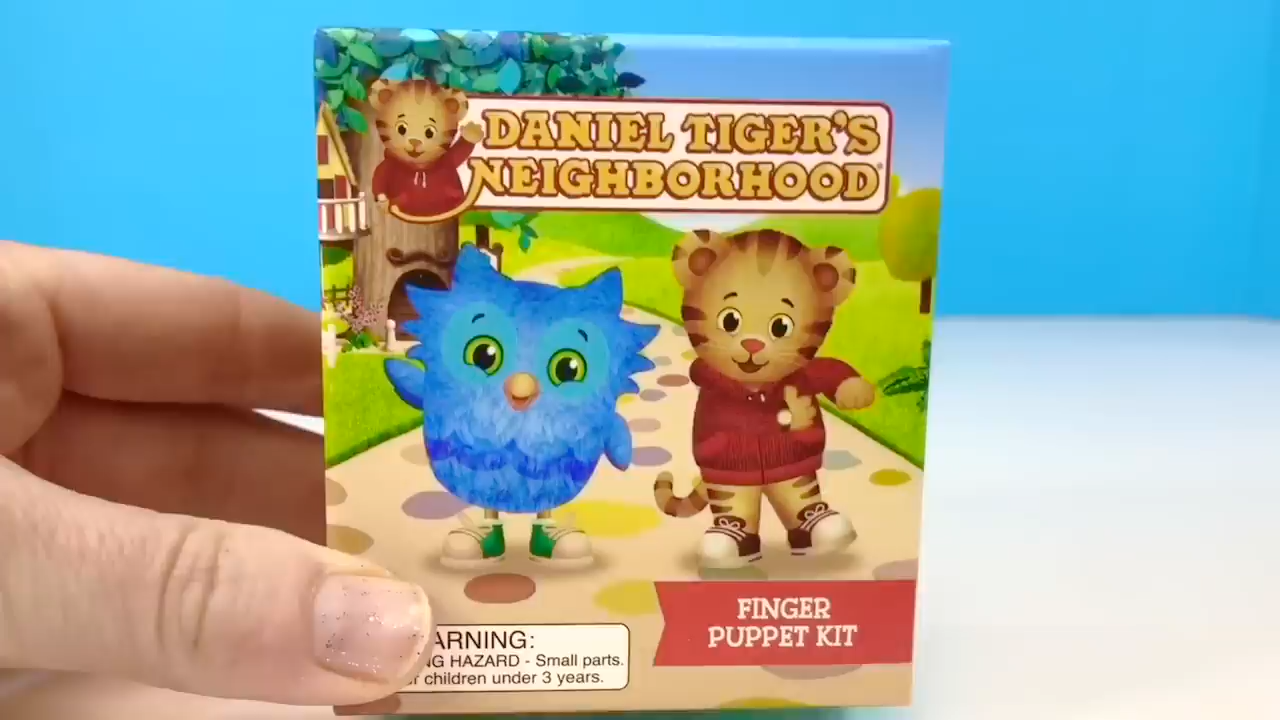 DANIEL TIGER'S
NEIGHBORHOOD
FINGER
PUPPET KIT
ARNING:
NG HAZARD - Small parts.
r children under 3 years.